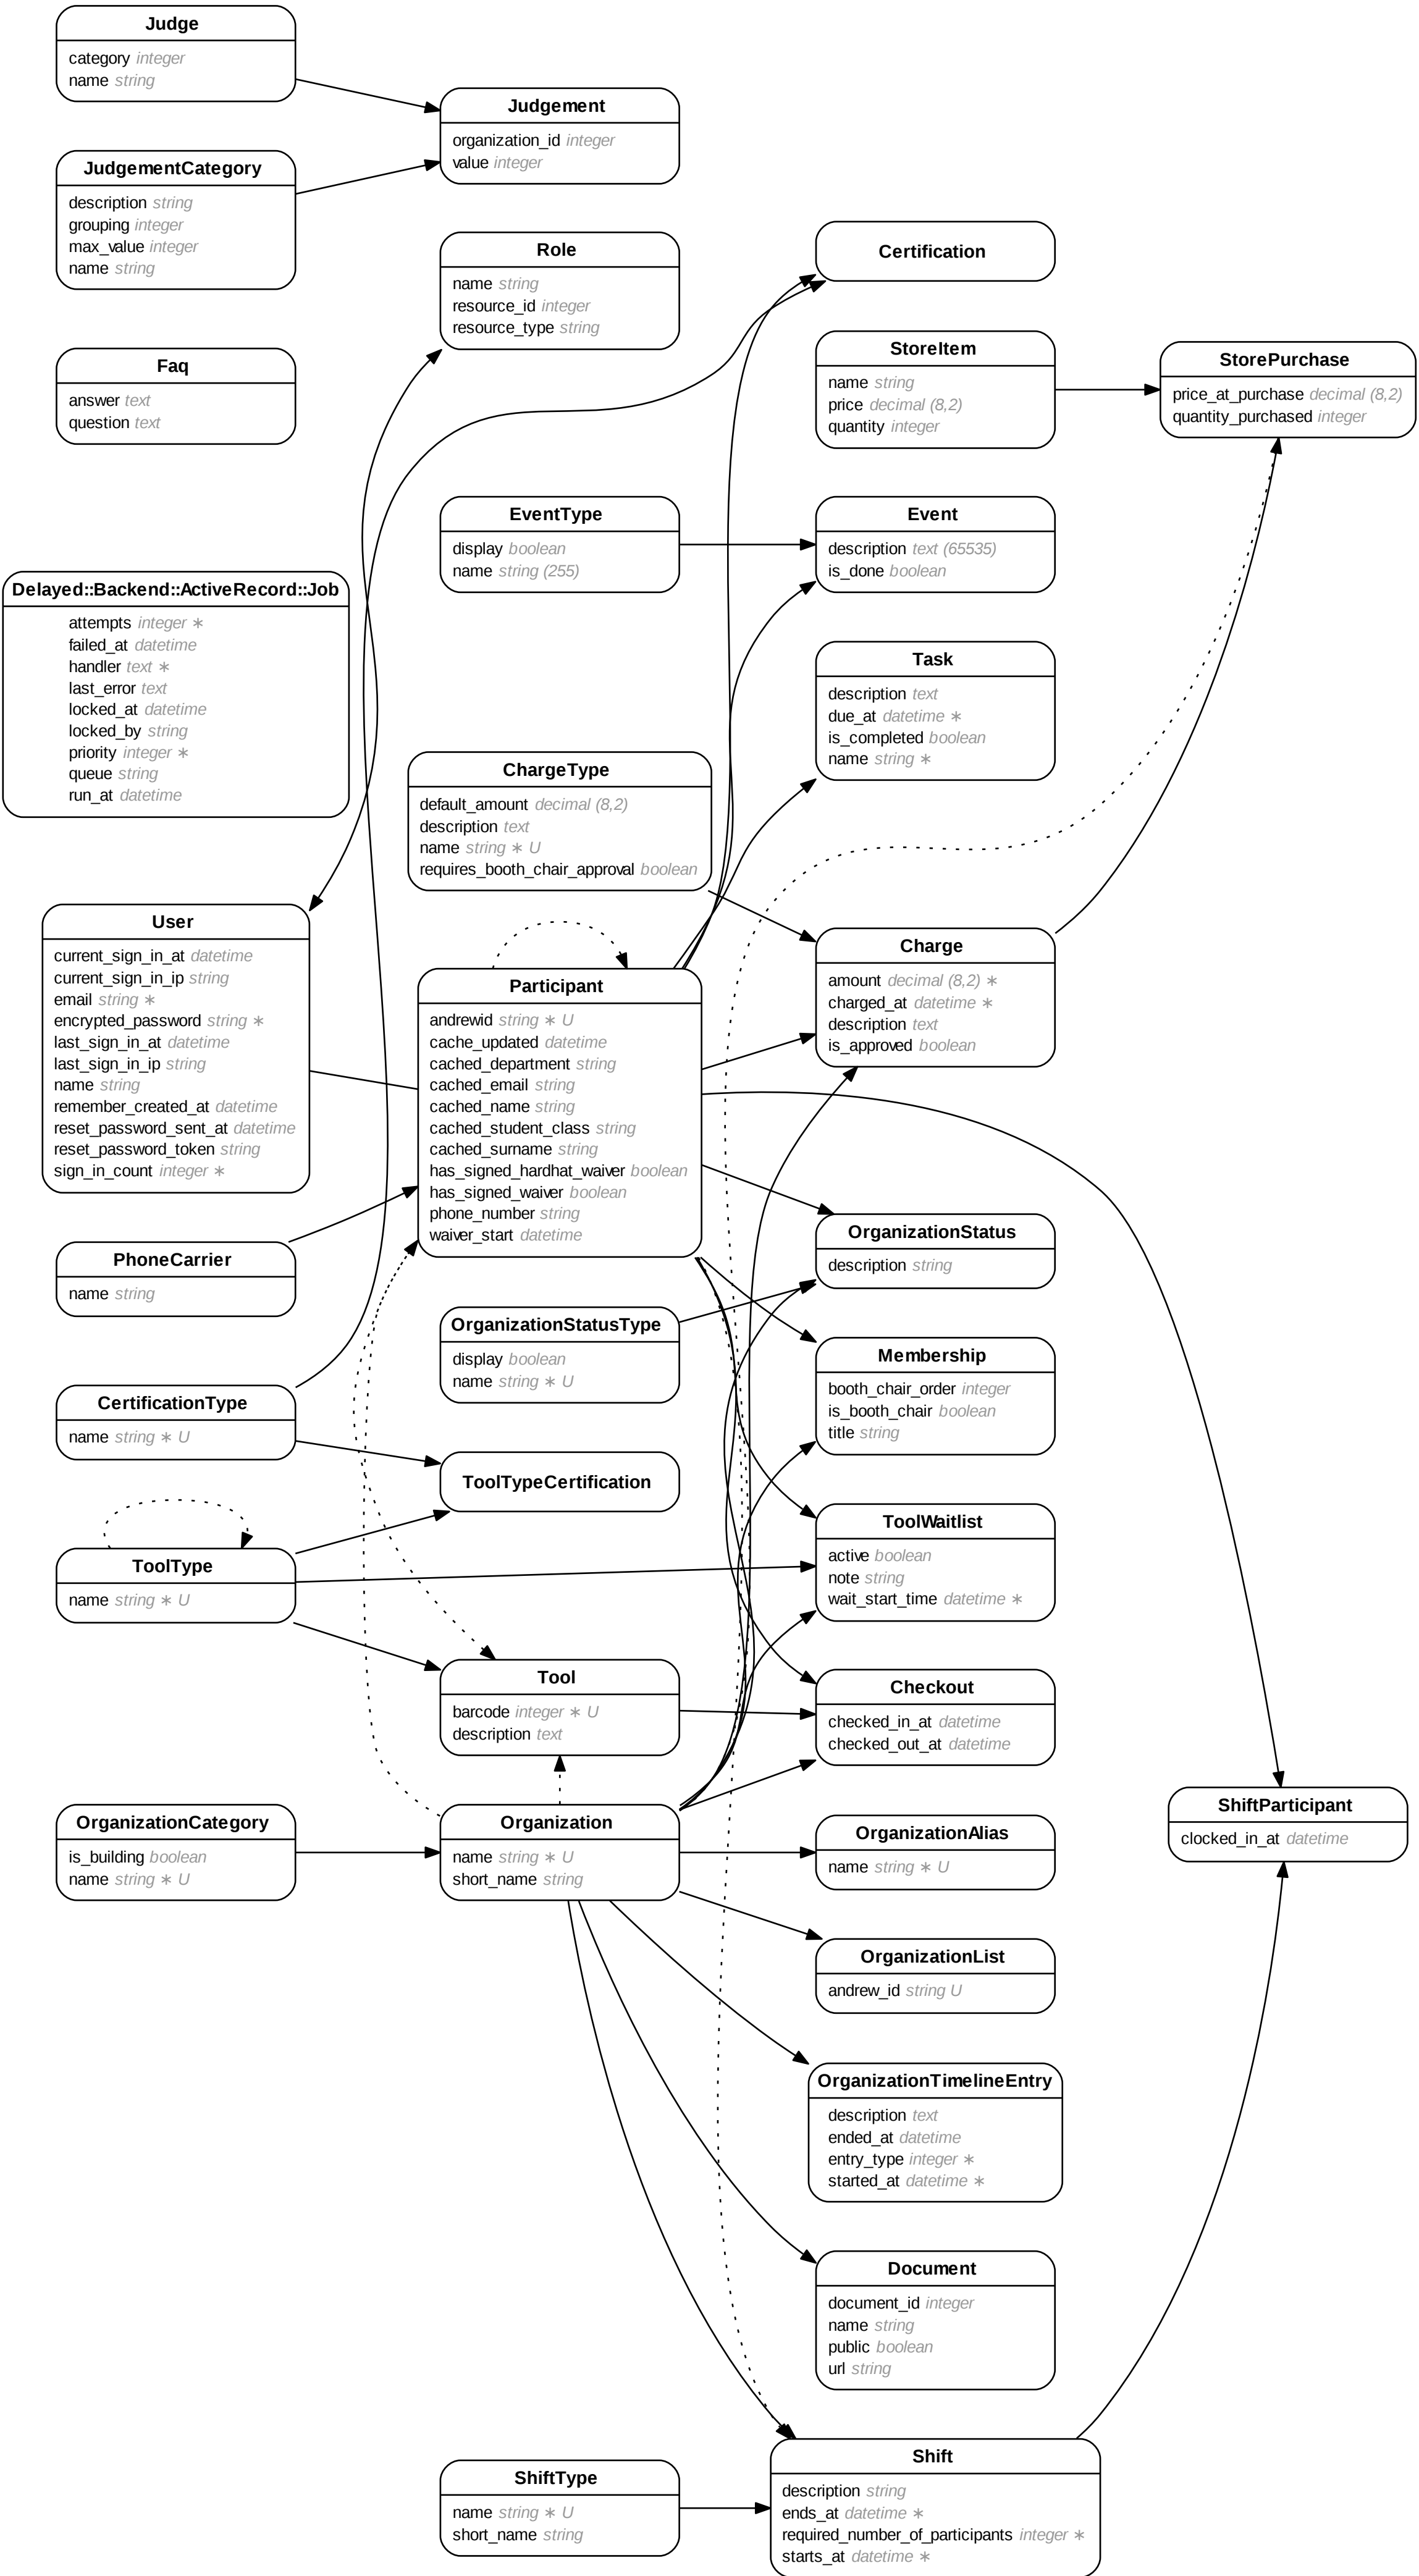 Judge
category integer
name string
Judgement
organization_id integer
value integer
JudgementCategory
description string
grouping integer
max_value integer
name string
Role
name string
resource_id integer
resource_type string
Certification
Faq
answer text
question text
StoreItem
name string
price decimal (8,2)
quantity integer
StorePurchase
price_at_purchase decimal (8,2)
quantity_purchased integer
EventType
display boolean
name string (255)
Event
description text (65535)
is_done boolean
Delayed::Backend::ActiveRecord::Job
attempts integer ∗
failed_at datetime
handler text ∗
last_error text
locked_at datetime
locked_by string
priority integer ∗
queue string
run_at datetime
Task
description text
due_at datetime ∗
is_completed boolean
name string ∗
ChargeType
default_amount decimal (8,2)
description text
name string ∗ U
requires_booth_chair_approval boolean
User
current_sign_in_at datetime
current_sign_in_ip string
email string ∗
encrypted_password string ∗
last_sign_in_at datetime
last_sign_in_ip string
name string
remember_created_at datetime
reset_password_sent_at datetime
reset_password_token string
sign_in_count integer ∗
Participant
andrewid string ∗ U
cache_updated datetime
cached_department string
cached_email string
cached_name string
cached_student_class string
cached_surname string
has_signed_hardhat_waiver boolean
has_signed_waiver boolean
phone_number string
waiver_start datetime
Charge
amount decimal (8,2) ∗
charged_at datetime ∗
description text
is_approved boolean
PhoneCarrier
name string
OrganizationStatus
description string
OrganizationStatusType
display boolean
name string ∗ U
Membership
booth_chair_order integer
is_booth_chair boolean
title string
CertificationType
name string ∗ U
ToolTypeCertification
ToolWaitlist
active boolean
note string
wait_start_time datetime ∗
ToolType
name string ∗ U
Tool
barcode integer ∗ U
description text
Checkout
checked_in_at datetime
checked_out_at datetime
OrganizationCategory
is_building boolean
name string ∗ U
Organization
name string ∗ U
short_name string
OrganizationAlias
name string ∗ U
ShiftParticipant
clocked_in_at datetime
OrganizationList
andrew_id string U
OrganizationTimelineEntry
description text
ended_at datetime
entry_type integer ∗
started_at datetime ∗
Document
document_id integer
name string
public boolean
url string
ShiftType
name string ∗ U
short_name string
Shift
description string
ends_at datetime ∗
required_number_of_participants integer ∗
starts_at datetime ∗